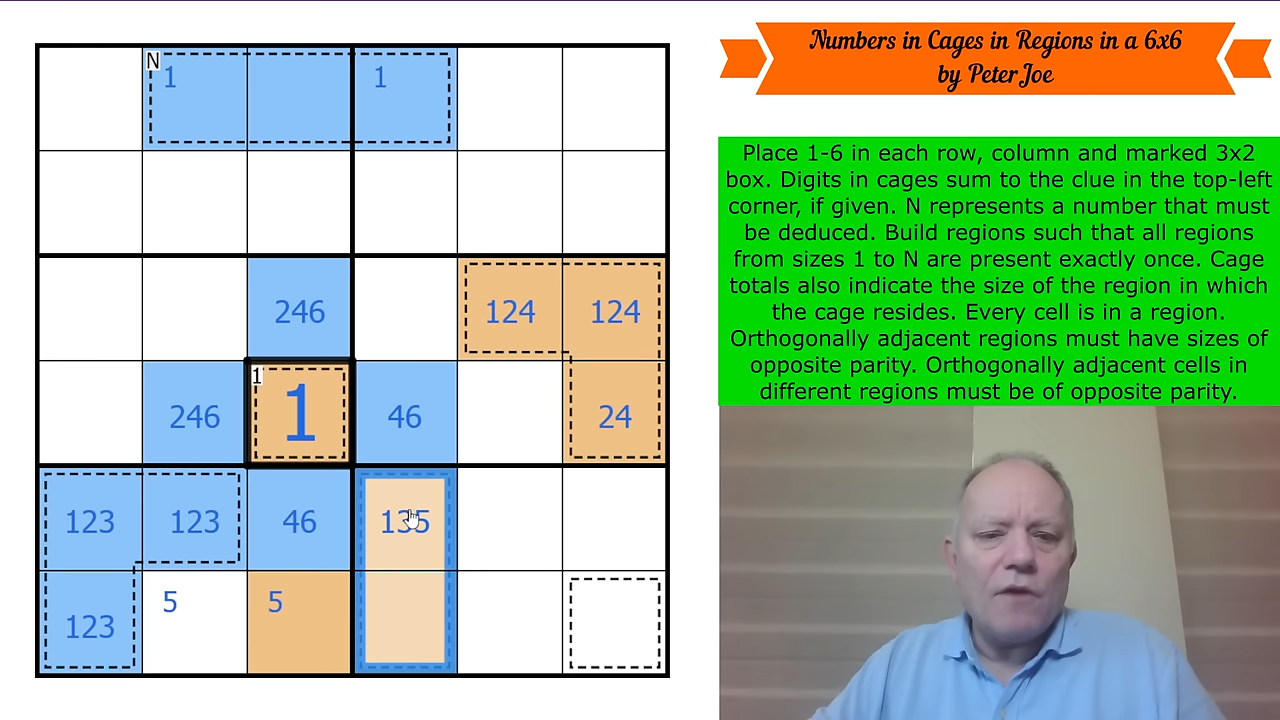 Numbers in Cages in Regions in a 6x6
by PeterJoe
Place 1-6 in each row, column and marked 3x2
box. Digits in cages sum to the clue in the top-left
corner, if given. N represents a number that must
be deduced. Build regions such that all regions
from sizes 1 to N are present exactly once. Cage
totals also indicate the size of the region in which
the cage resides. Every cell is in a region.
Orthogonally adjacent regions must have sizes of
opposite parity. Orthogonally adjacent cells in
different regions must be of opposite parity.
N
1 1
246 124 124
1
246 1 46 24
123 123 46 135
123 5 5